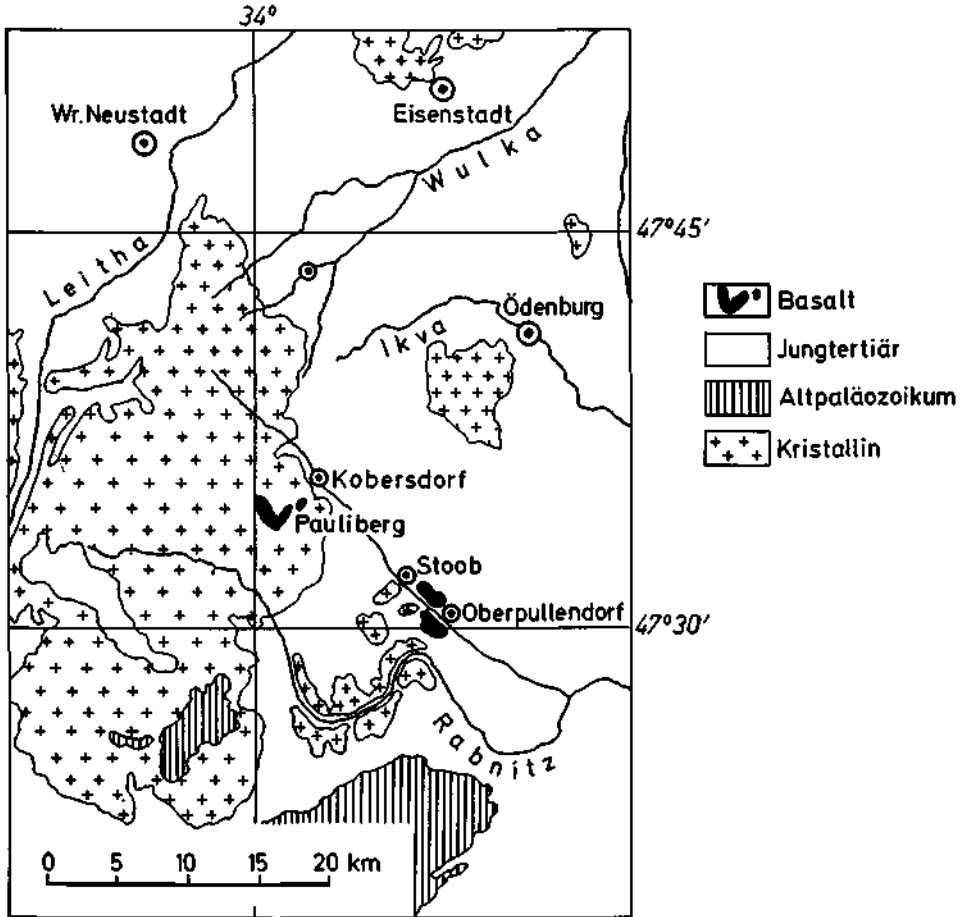 34°
Wr.Neustadt
Eisenstadt
Wulka
47°45'
Leitha
Ödenburg
Ikva
Basalt
Jungtertiär
Altpaläozoikum
Kristallin
Kobersdorf
Pauliberg
Stoob
Oberpullendorf
47°30'
Rabnitz
0 5 10 15 20 km